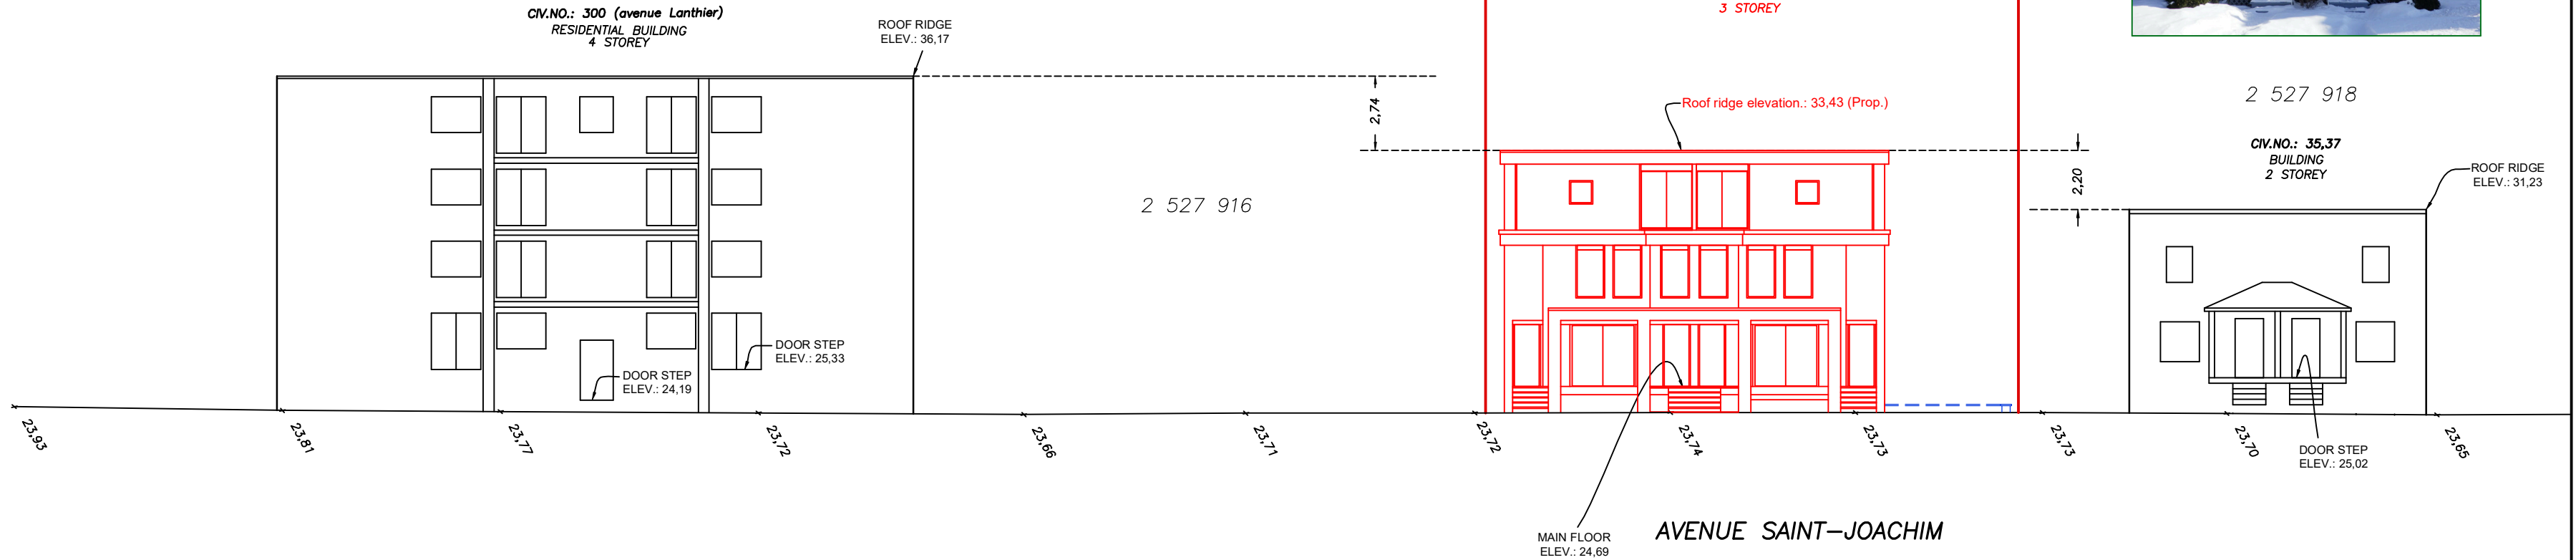 CIV.NO.: 300 (avenue Lanthier)
RESIDENTIAL BUILDING
4 STOREY
ROOF RIDGE
ELEV.: 36,17
3 STOREY
2,74
Roof ridge elevation.: 33,43 (Prop.)
2 527 918
CIV.NO.: 35,37
BUILDING
2 STOREY
ROOF RIDGE
ELEV.: 31,23
2,20
2 527 916
DOOR STEP
ELEV.: 25,33
DOOR STEP
ELEV.: 24,19
23,93
23,81
23,77
23,72
23,66
23,71
23,72
23,74
23,73
23,73
23,70
23,65
DOOR STEP
ELEV.: 25,02
MAIN FLOOR
ELEV.: 24,69
AVENUE SAINT-JOACHIM